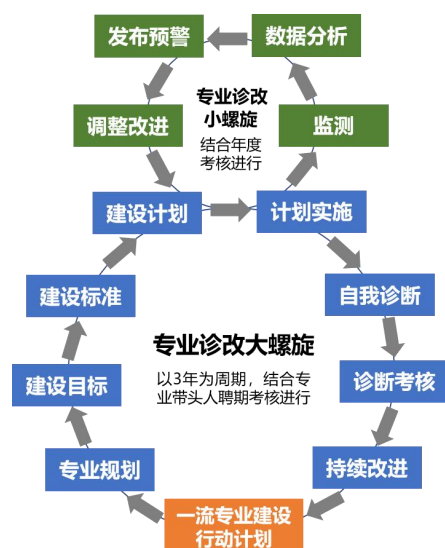 发布预警
数据分析
专业诊改
小螺旋
结合年度
考核进行
调整改进
监测
建设计划
计划实施
建设标准
自我诊断
专业诊改大螺旋
以3年为周期，结合专
业带头人聘期考核进行
建设目标
诊断考核
专业规划
持续改进
一流专业建设
行动计划